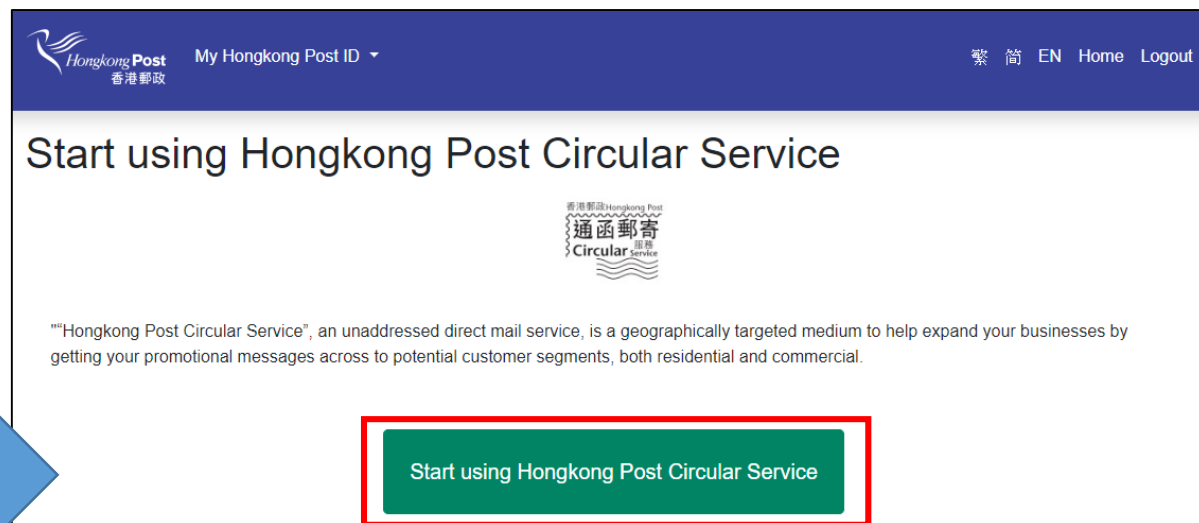 Hongkong Post
香港郵政
My Hongkong Post ID
繁 简 EN Home Logout
Start using Hongkong Post Circular Service
香港郵政Hongkong Post
通函郵寄
Circular 服務 Service
"“Hongkong Post Circular Service”, an unaddressed direct mail service, is a geographically targeted medium to help expand your businesses by
getting your promotional messages across to potential customer segments, both residential and commercial.
Start using Hongkong Post Circular Service